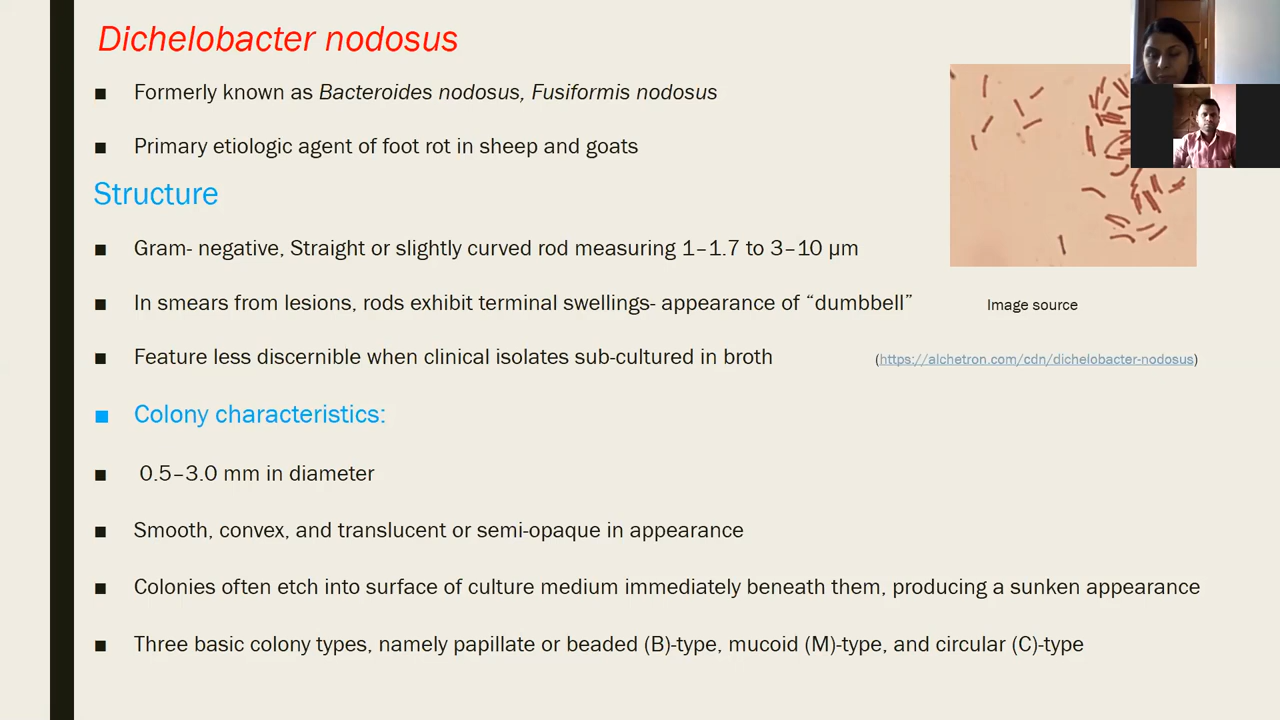 Dichelobacter nodosus
■ Formerly known as Bacteroides nodosus, Fusiformis nodosus
■ Primary etiologic agent of foot rot in sheep and goats
Structure
■ Gram- negative, Straight or slightly curved rod measuring 1–1.7 to 3–10 μm
■ In smears from lesions, rods exhibit terminal swellings- appearance of “dumbbell”
Image source
■ Feature less discernible when clinical isolates sub-cultured in broth
(https://alchetron.com/cdn/dichelobacter-nodosus)
■ Colony characteristics:
■ 0.5–3.0 mm in diameter
■ Smooth, convex, and translucent or semi-opaque in appearance
■ Colonies often etch into surface of culture medium immediately beneath them, producing a sunken appearance
■ Three basic colony types, namely papillate or beaded (B)-type, mucoid (M)-type, and circular (C)-type